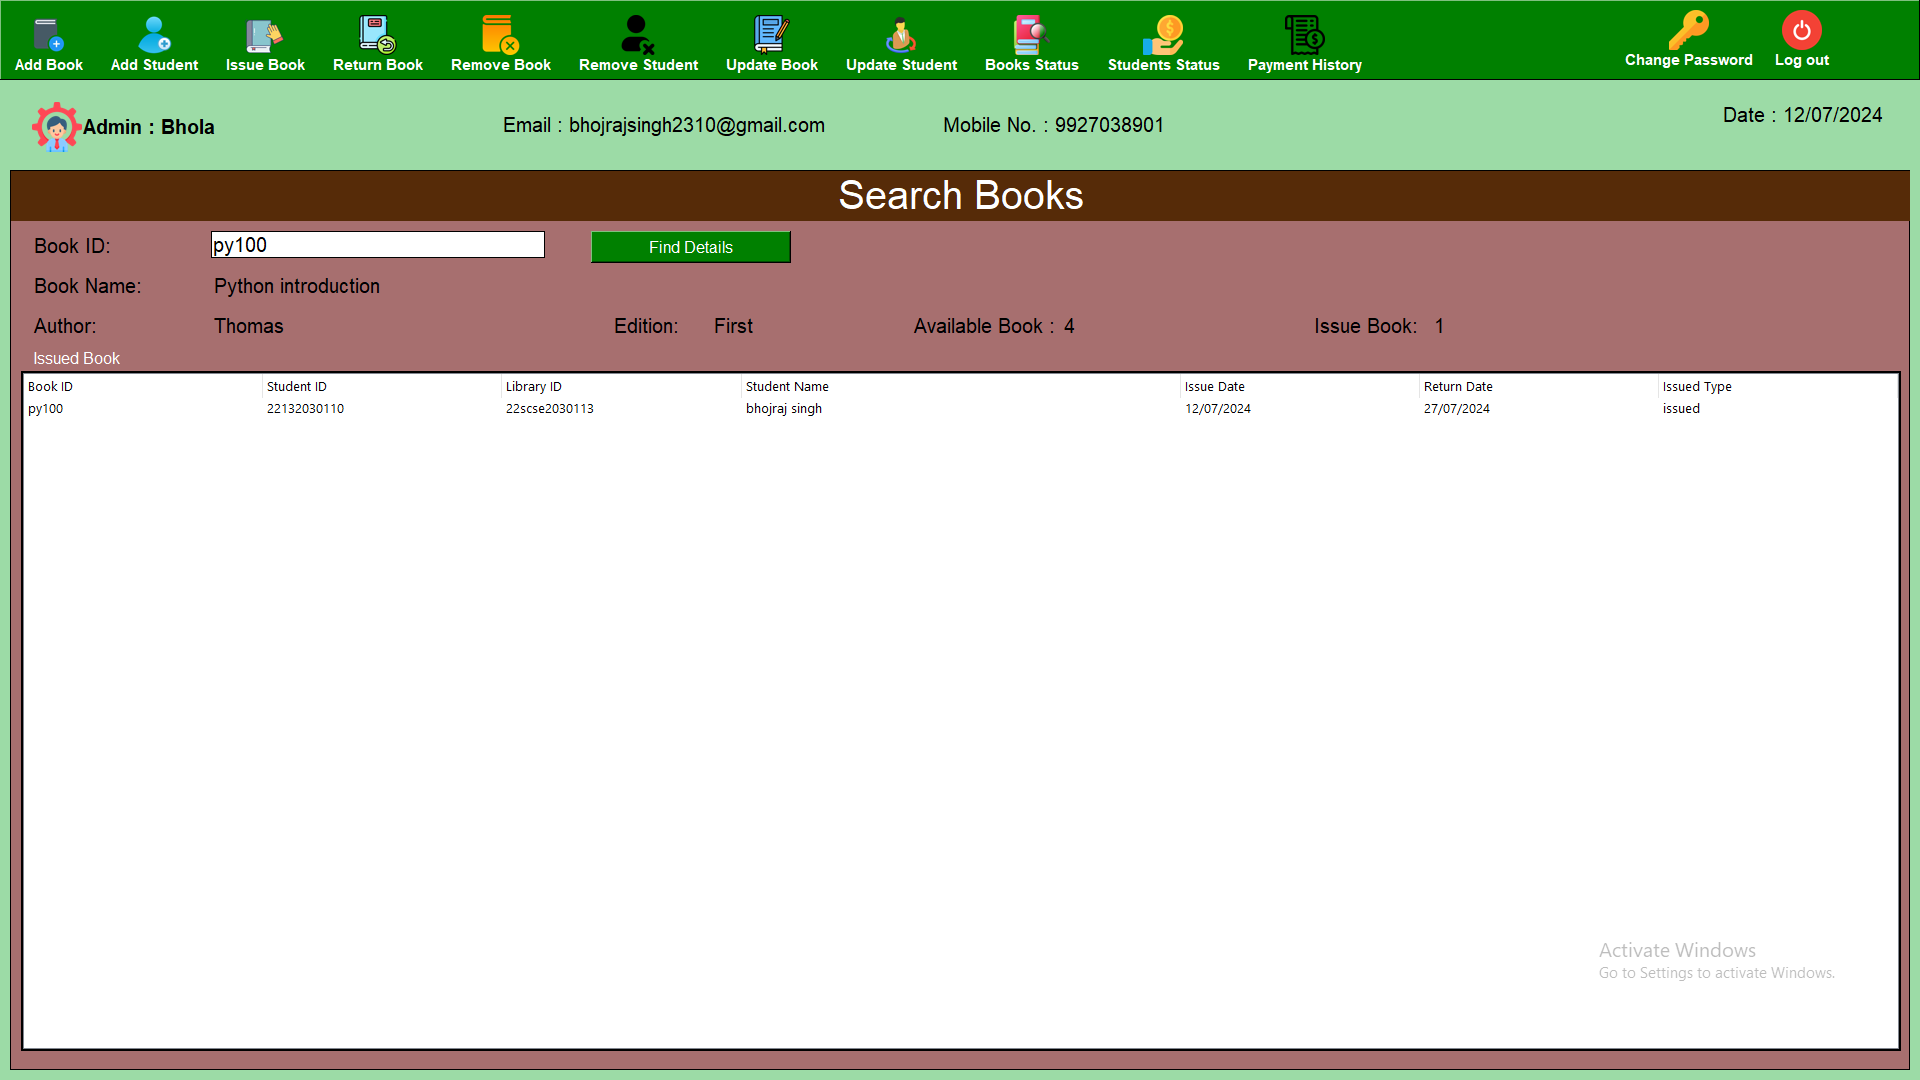 Add Book Add Student Issue Book Return Book Remove Book Remove Student Update Book Update Student Books Status Students Status Payment History Change Password Log out
Admin : Bhola Email : bhojrajsingh2310@gmail.com Mobile No. : 9927038901 Date : 12/07/2024
Search Books
Book ID: py100 Find Details
Book Name: Python introduction
Author: Thomas Edition: First Available Book : 4 Issue Book: 1
Issued Book
Book ID Student ID Library ID Student Name Issue Date Return Date Issued Type
py100 22132030110 22scse2030113 bhojraj singh 12/07/2024 27/07/2024 issued
Activate Windows
Go to Settings to activate Windows.